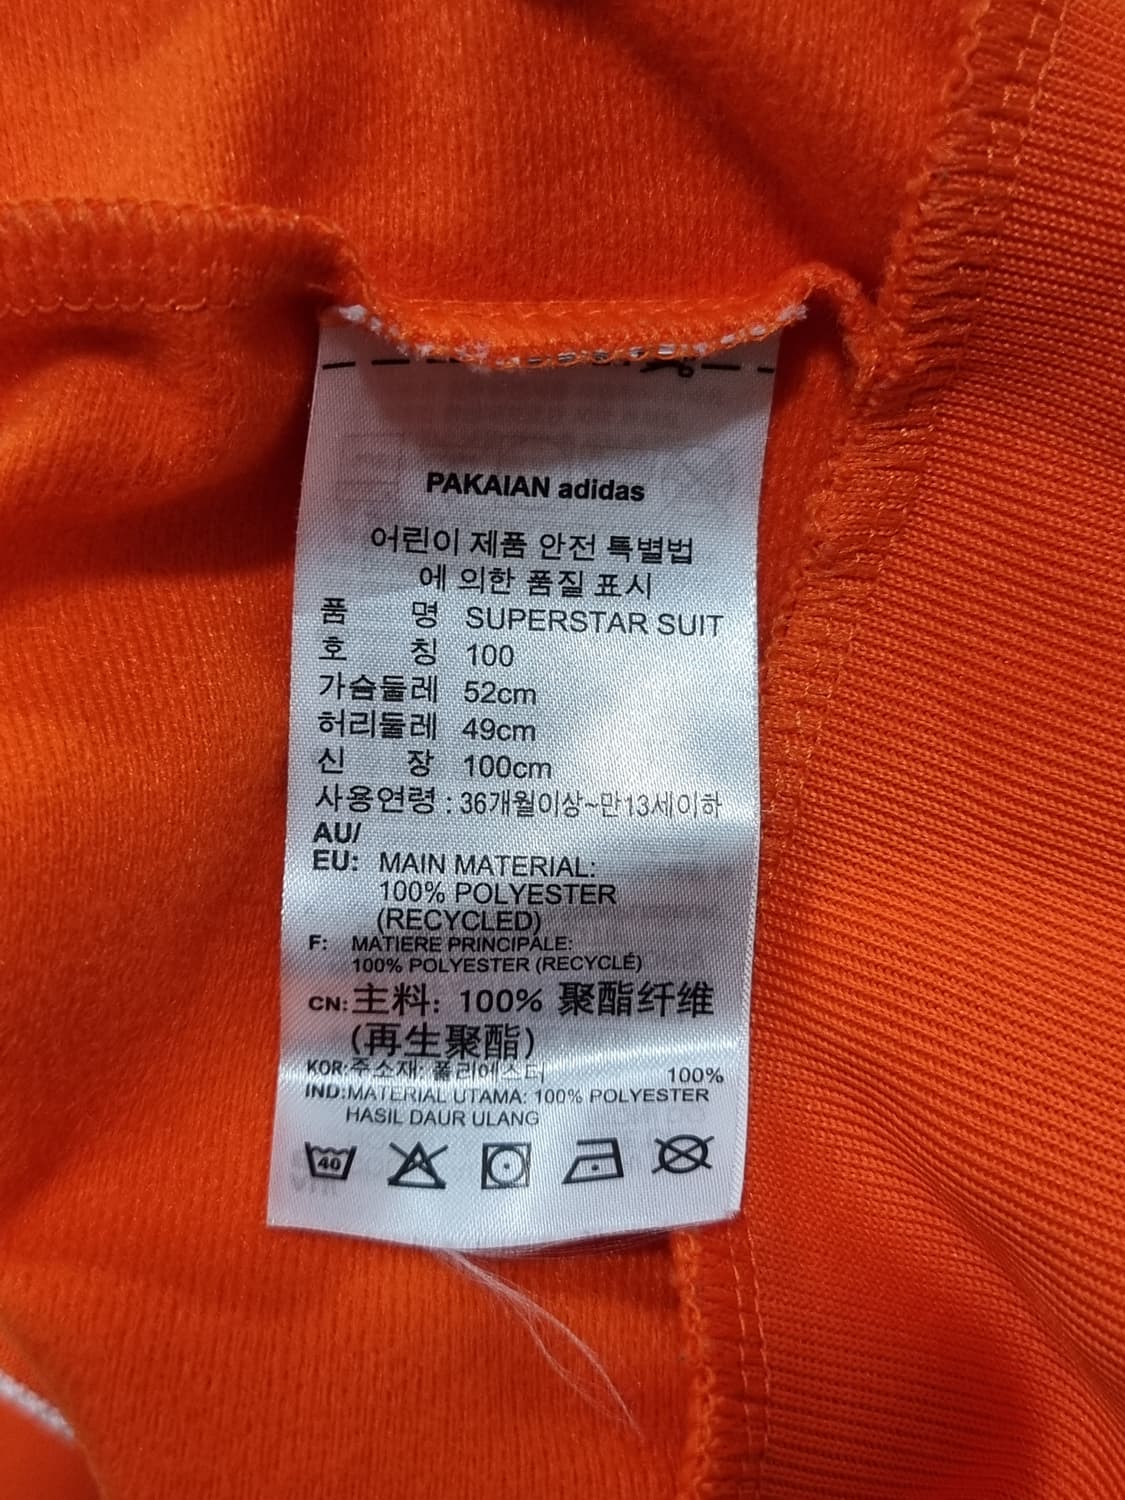 PAKAIAN adidas
어린이 제품 안전 특별법
에 의한 품질 표시
품 명 SUPERSTAR SUIT
호 칭 100
가슴둘레 52cm
허리둘레 49cm
신 장 100cm
사용연령 : 36개월이상~만13세이하
AU/
EU: MAIN MATERIAL:
100% POLYESTER
(RECYCLED)
F: MATIERE PRINCIPALE:
100% POLYESTER (RECYCLÉ)
CN: 主料: 100% 聚酯纤维
(再生聚酯)
KOR: 주소재: 폴리에스터 100%
IND: MATERIAL UTAMA: 100% POLYESTER
HASIL DAUR ULANG
40